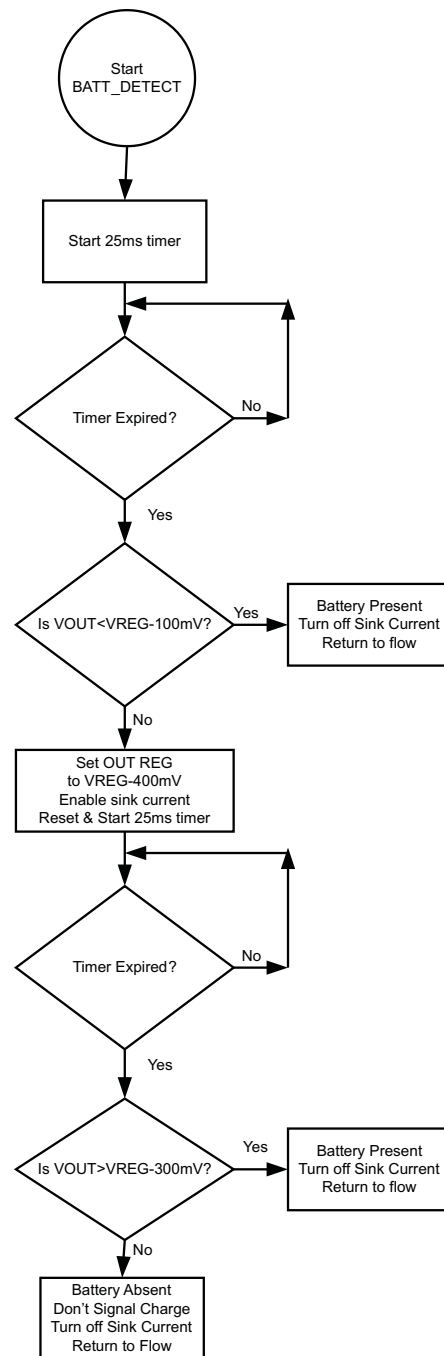 Start
BATT_DETECT
Start 25ms timer
Timer Expired?
No
Yes
Is VOUT<VREG-100mV?
Yes
Battery Present
Turn off Sink Current
Return to flow
No
Set OUT REG
to VREG-400mV
Enable sink current
Reset & Start 25ms timer
Timer Expired?
No
Yes
Is VOUT>VREG-300mV?
Yes
Battery Present
Turn off Sink Current
Return to flow
No
Battery Absent
Don't Signal Charge
Turn off Sink Current
Return to Flow